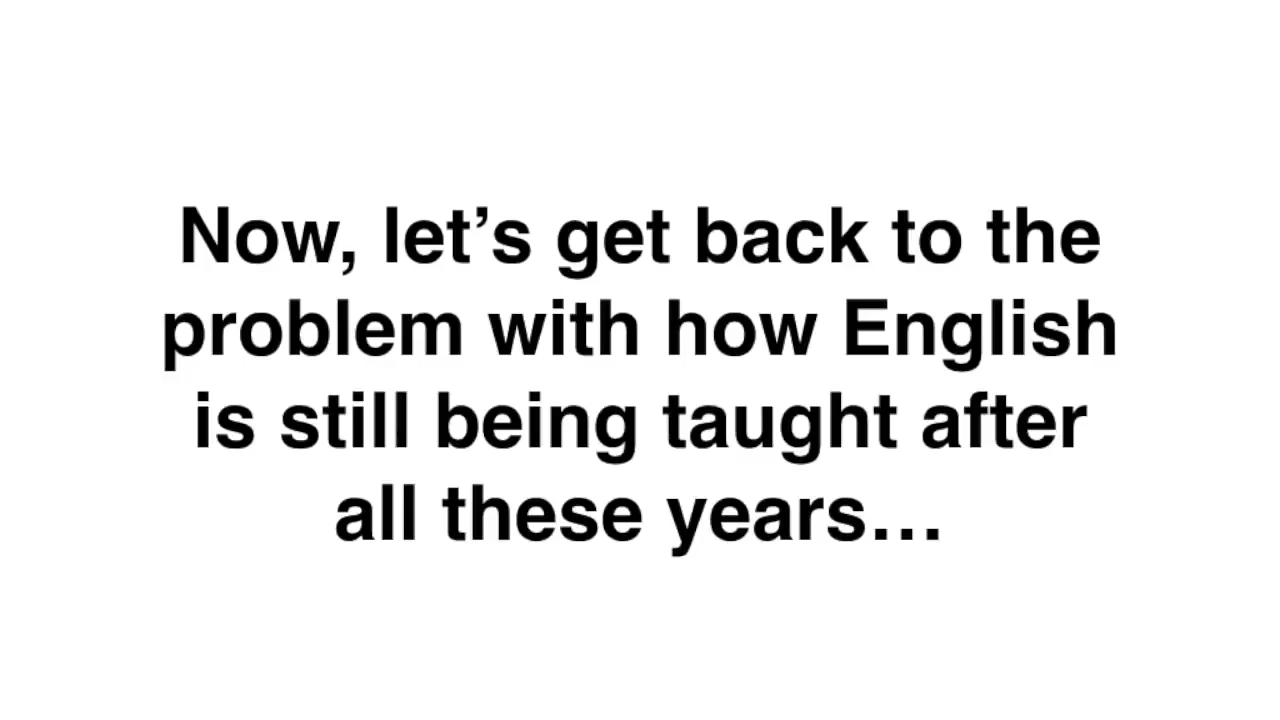 Now, let’s get back to the
problem with how English
is still being taught after
all these years…